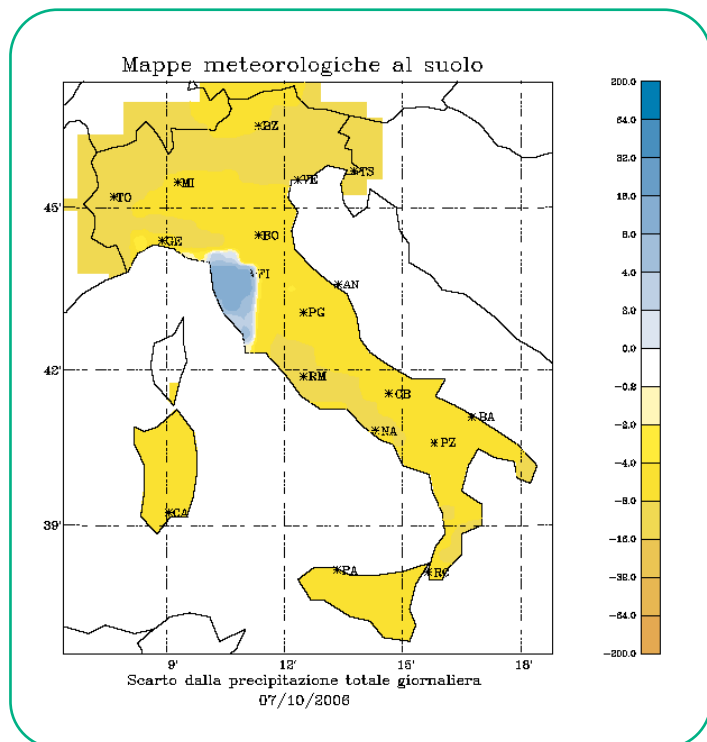 Mappe meteorologiche al suolo
200.0
64.0
32.0
16.0
8.0
4.0
2.0
0.0
-0.2
-2.0
-4.0
-8.0
-16.0
-32.0
-64.0
-200.0
BZ
TS
MI
VE
TO
45'
GE
BO
FI
AN
PG
42'
RM
CB
BA
NA
PZ
CA
39'
PA
RC
9' 12' 15' 18'
Scarto dalla precipitazione totale giornaliera
07/10/2006